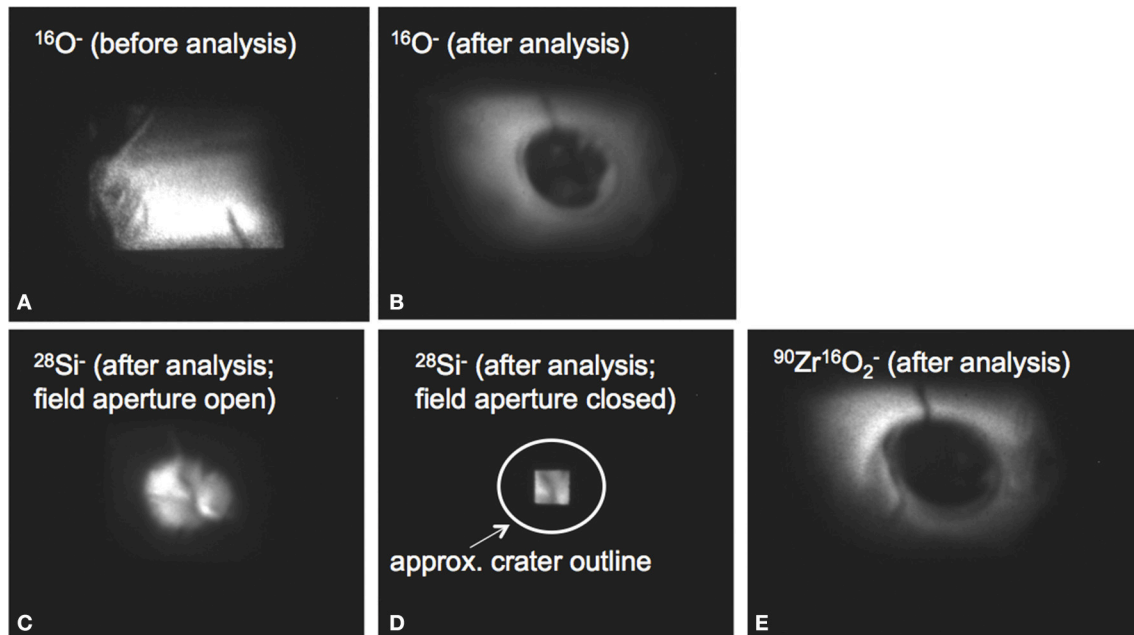 ¹⁶O⁻ (before analysis)
A
¹⁶O⁻ (after analysis)
B
²⁸Si⁻ (after analysis;
field aperture open)
C
²⁸Si⁻ (after analysis;
field aperture closed)
approx. crater outline
D
⁹⁰Zr¹⁶O₂⁻ (after analysis)
E